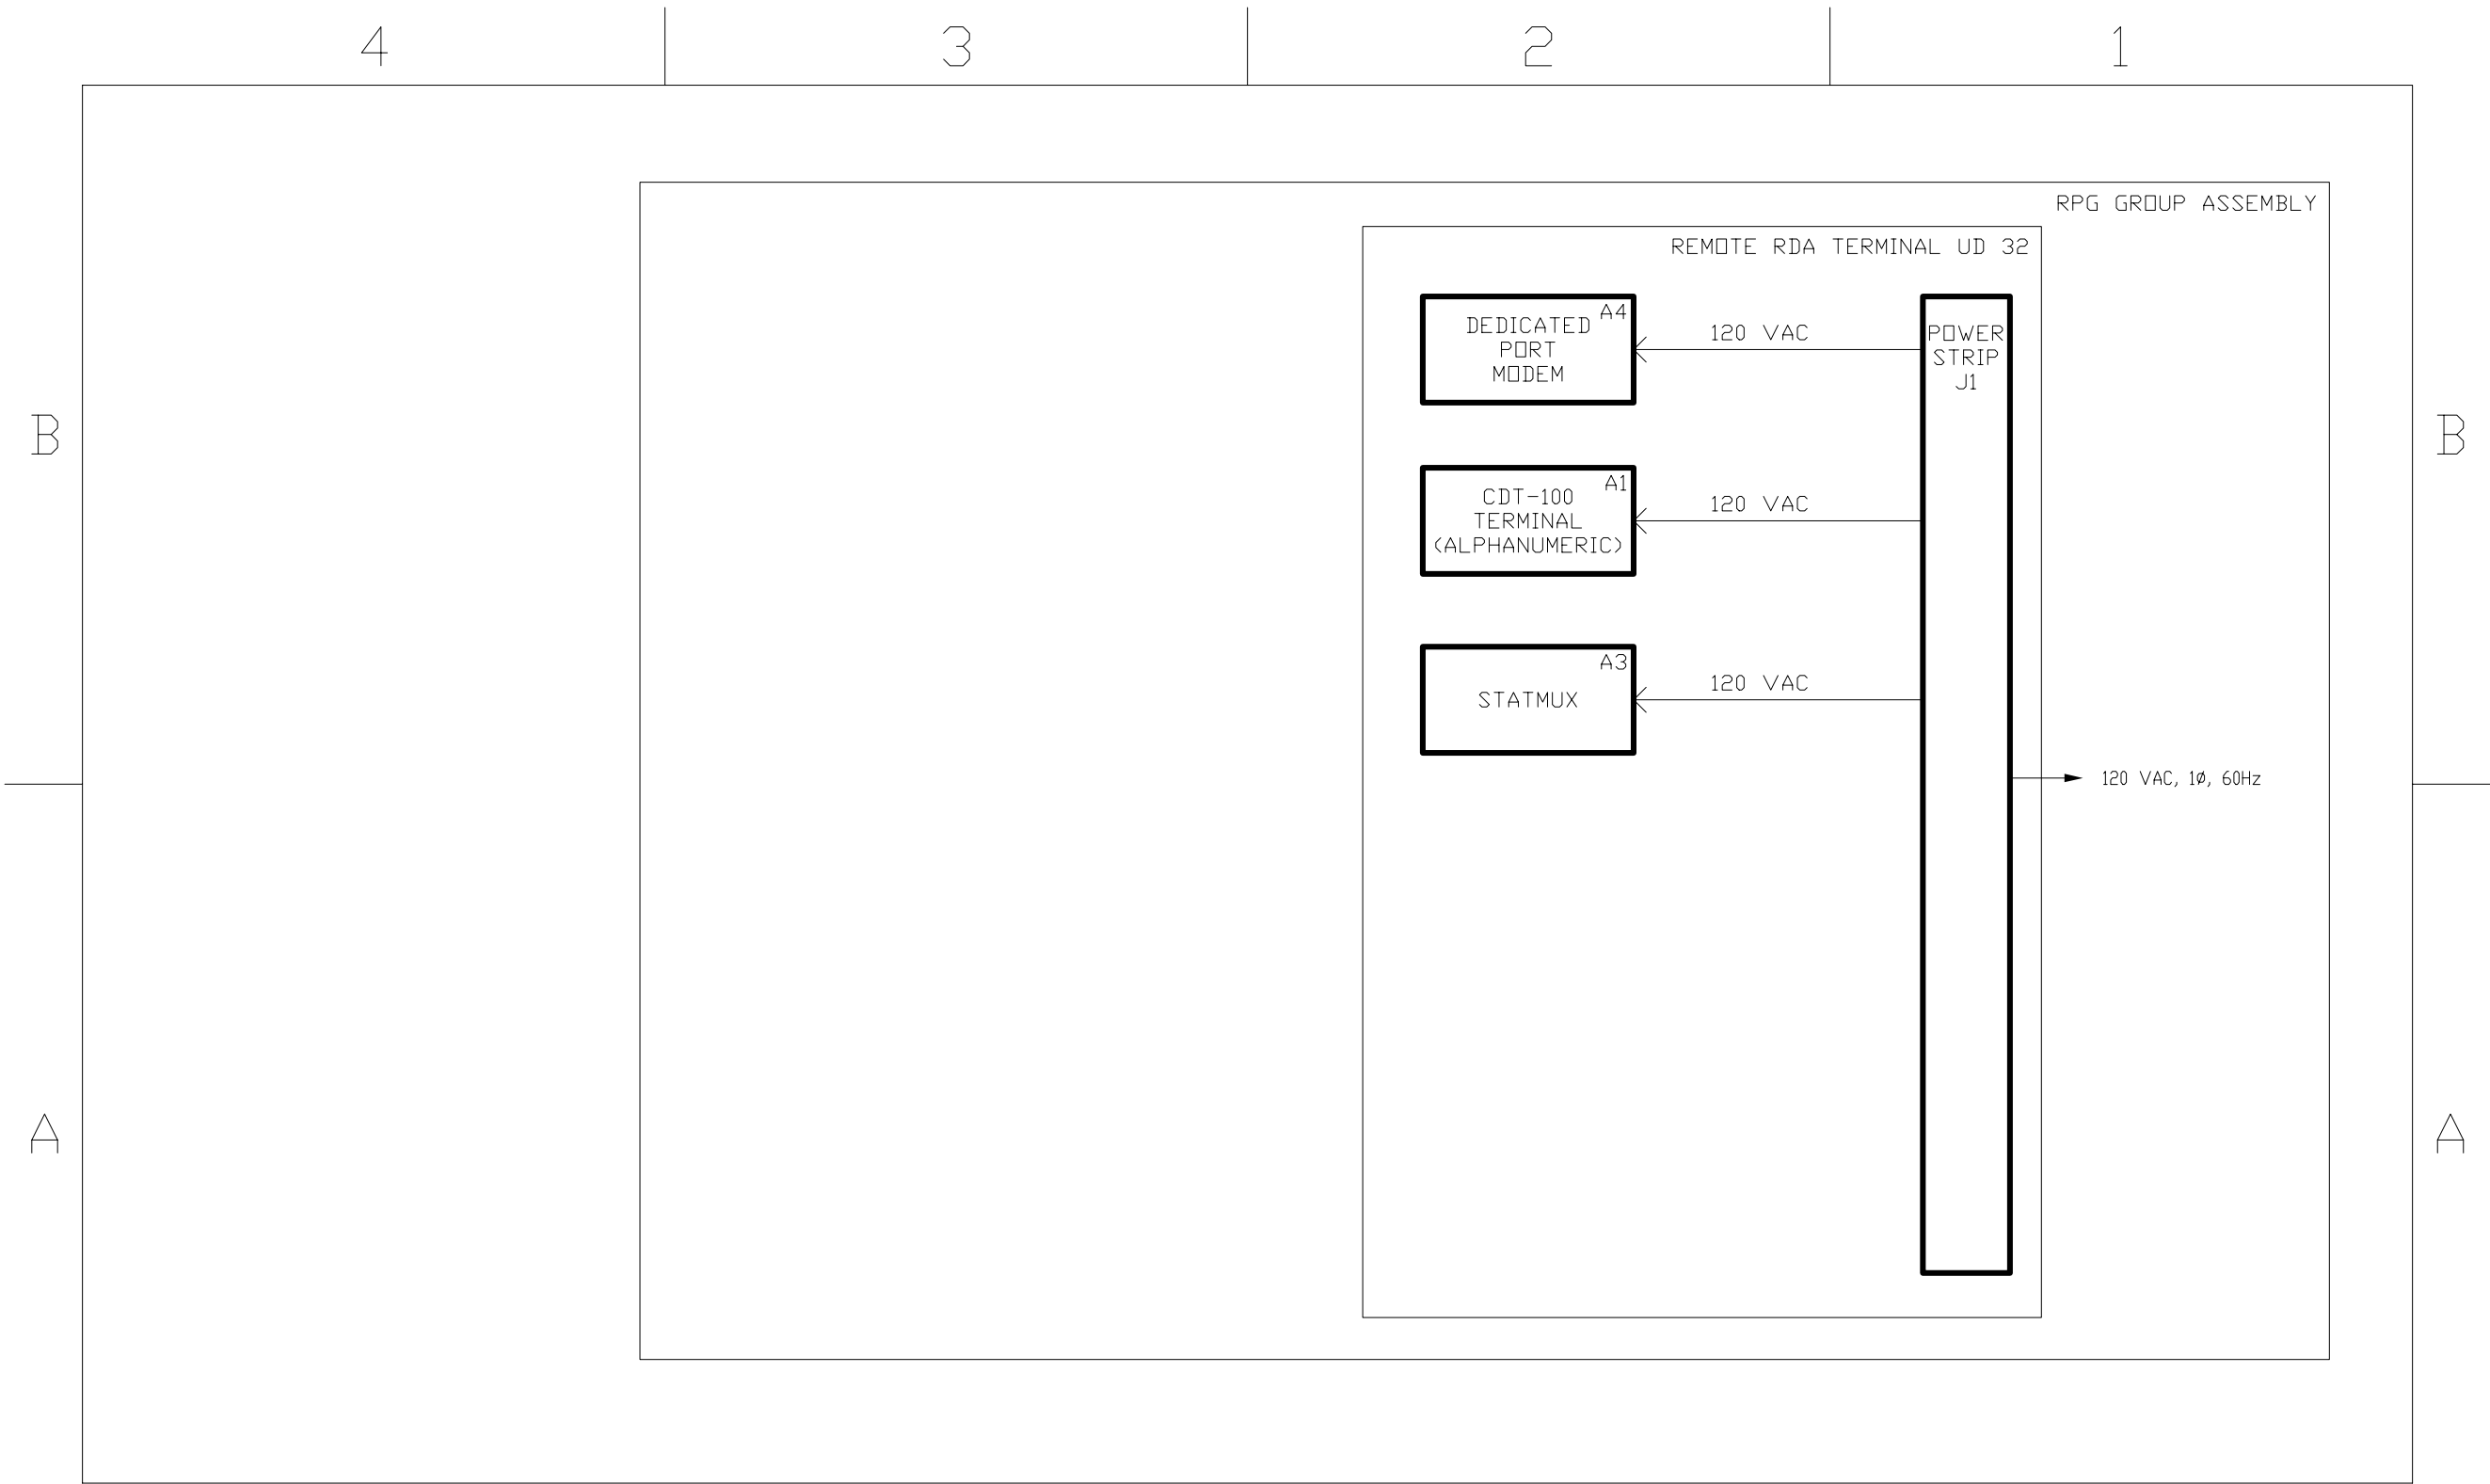 4 3 2 1
RPG GROUP ASSEMBLY
REMOTE RDA TERMINAL UD 32
A4
DEDICATED
PORT
MODEM
120 VAC
POWER
STRIP
J1
B
B
A1
CDT-100
TERMINAL
(ALPHANUMERIC)
120 VAC
A3
STATMUX
120 VAC
120 VAC, 1Ø, 60Hz
A
A